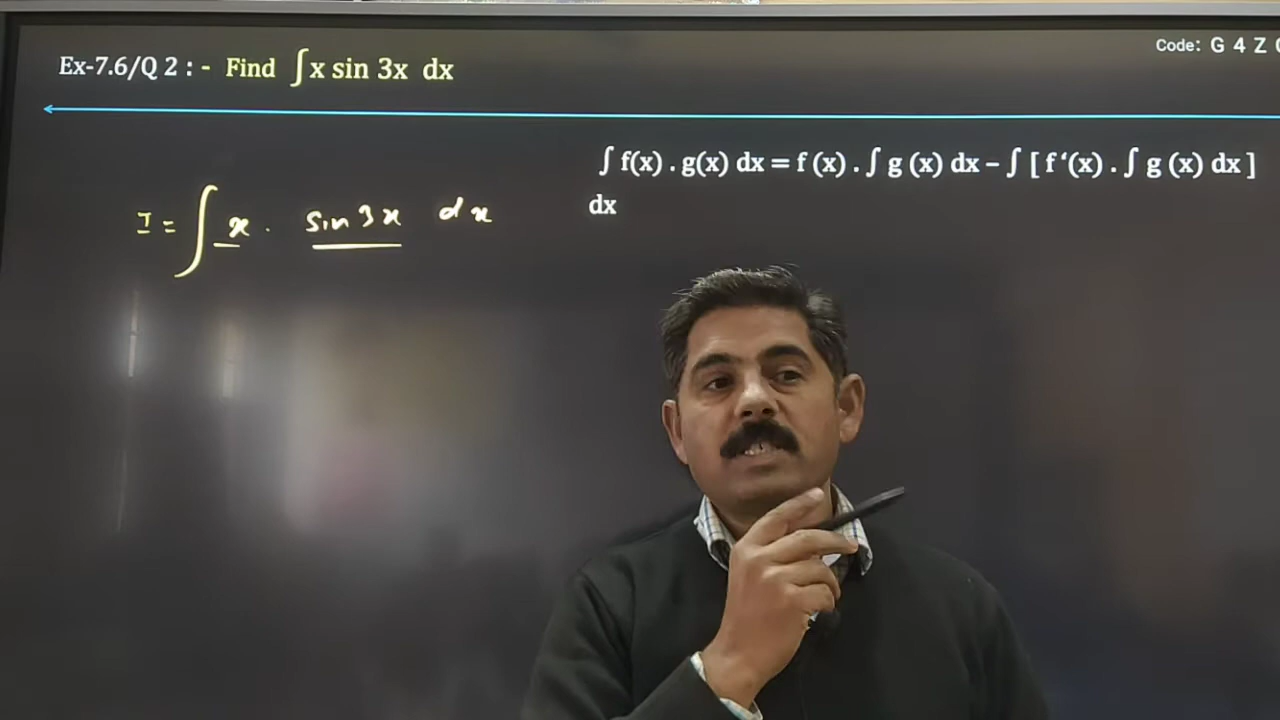 Code: G 4 Z
Ex-7.6/Q 2 : - Find ∫x sin 3x dx
∫ f(x) . g(x) dx = f (x) . ∫ g (x) dx – ∫ [ f ‘(x) . ∫ g (x) dx ]
dx
I = ∫ x . sin 3x dx